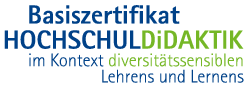 Basiszertifikat
HOCHSCHULDiDAKTIK
im Kontext diversitätssensiblen
Lehrens und Lernens